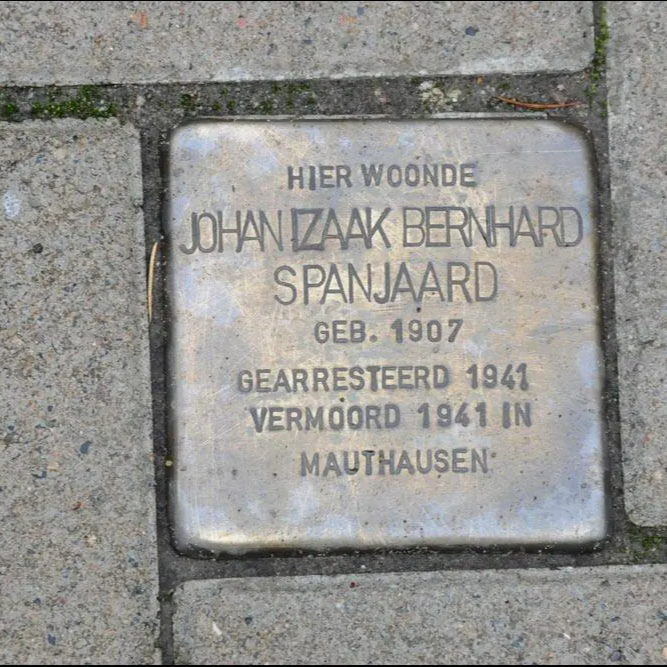 HIER WOONDE
JOHAN IZAAK BERNHARD
SPANJAARD
GEB. 1907
GEARRESTEERD 1941
VERMOORD 1941 IN
MAUTHAUSEN